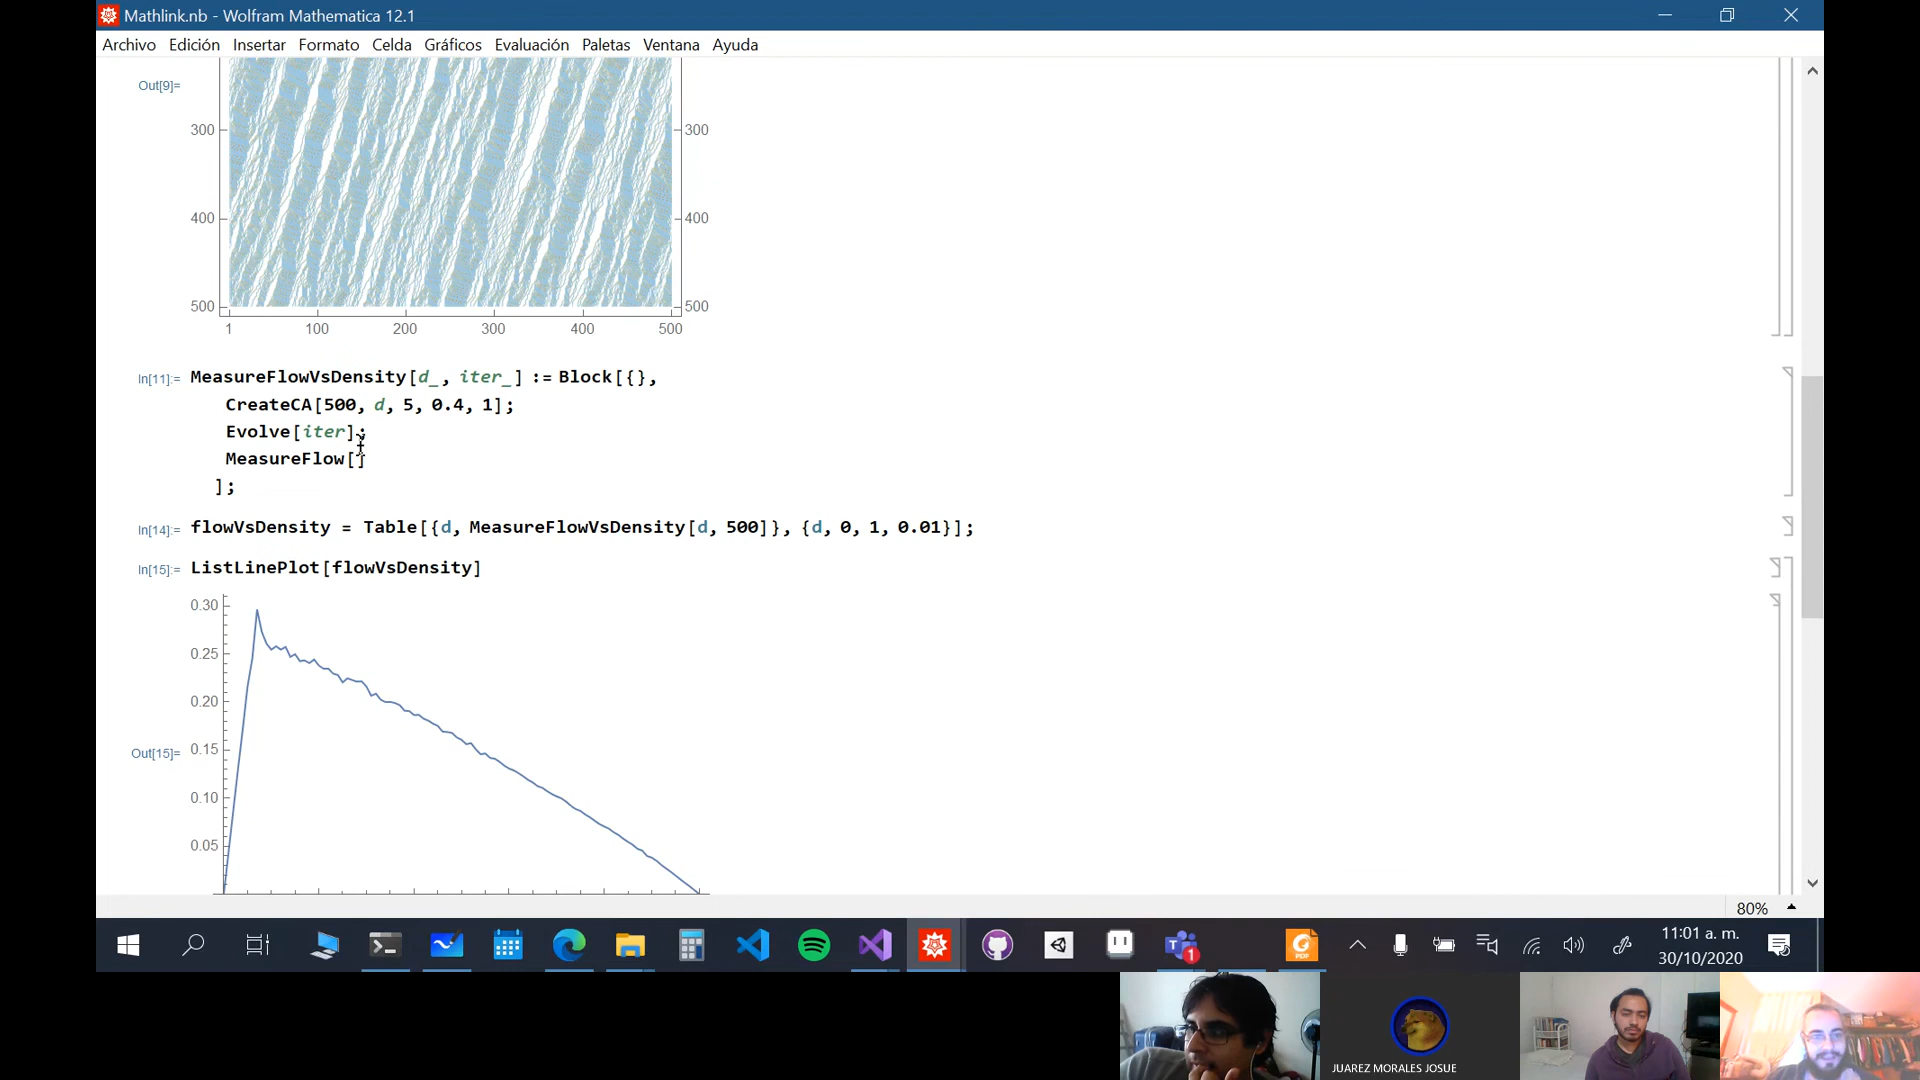 Mathlink.nb - Wolfram Mathematica 12.1
Archivo Edición Insertar Formato Celda Gráficos Evaluación Paletas Ventana Ayuda
Out[9]=
300 300
400 400
500 500
1 100 200 300 400 500
In[11]:= MeasureFlowVsDensity[d_, iter_] := Block[{},
CreateCA[500, d, 5, 0.4, 1];
Evolve[iter];
MeasureFlow[]
];
In[14]:= flowVsDensity = Table[{d, MeasureFlowVsDensity[d, 500]}, {d, 0, 1, 0.01}];
In[15]:= ListLinePlot[flowVsDensity]
0.30
0.25
0.20
Out[15]= 0.15
0.10
0.05
80%
11:01 a. m.
30/10/2020
1
PDF
JUAREZ MORALES JOSUE